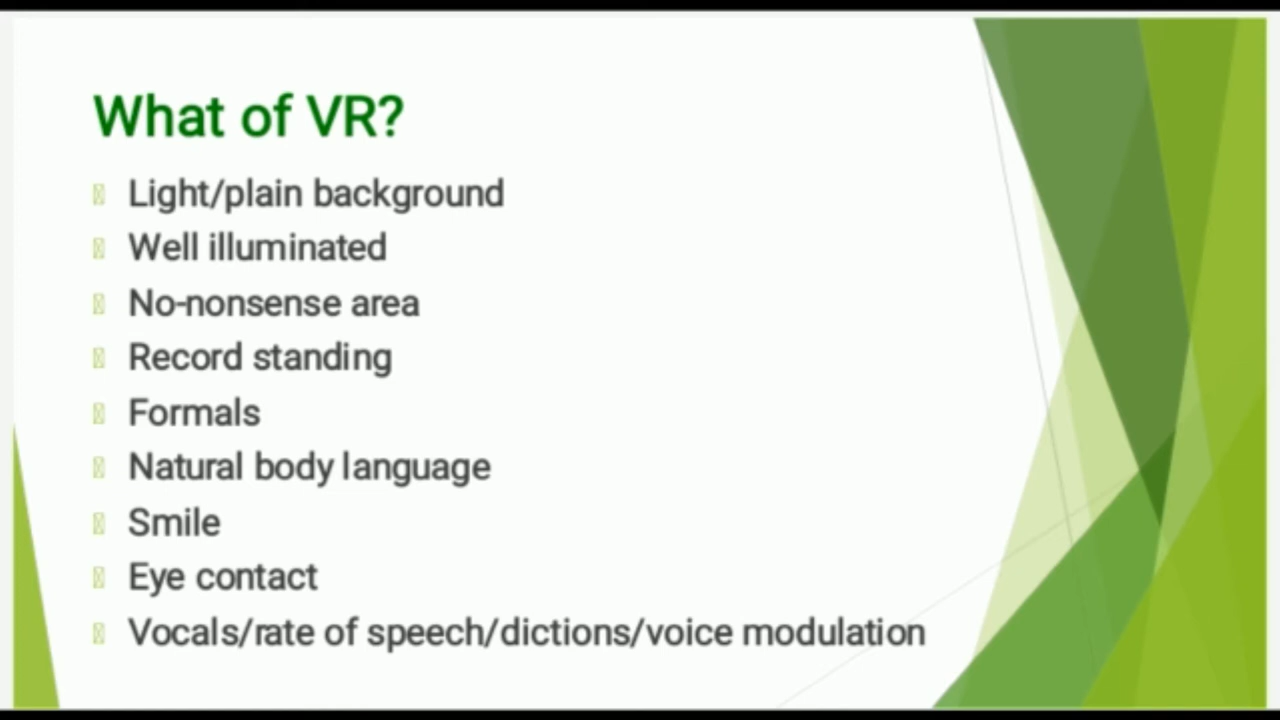 What of VR?
Light/plain background
Well illuminated
No-nonsense area
Record standing
Formals
Natural body language
Smile
Eye contact
Vocals/rate of speech/dictions/voice modulation